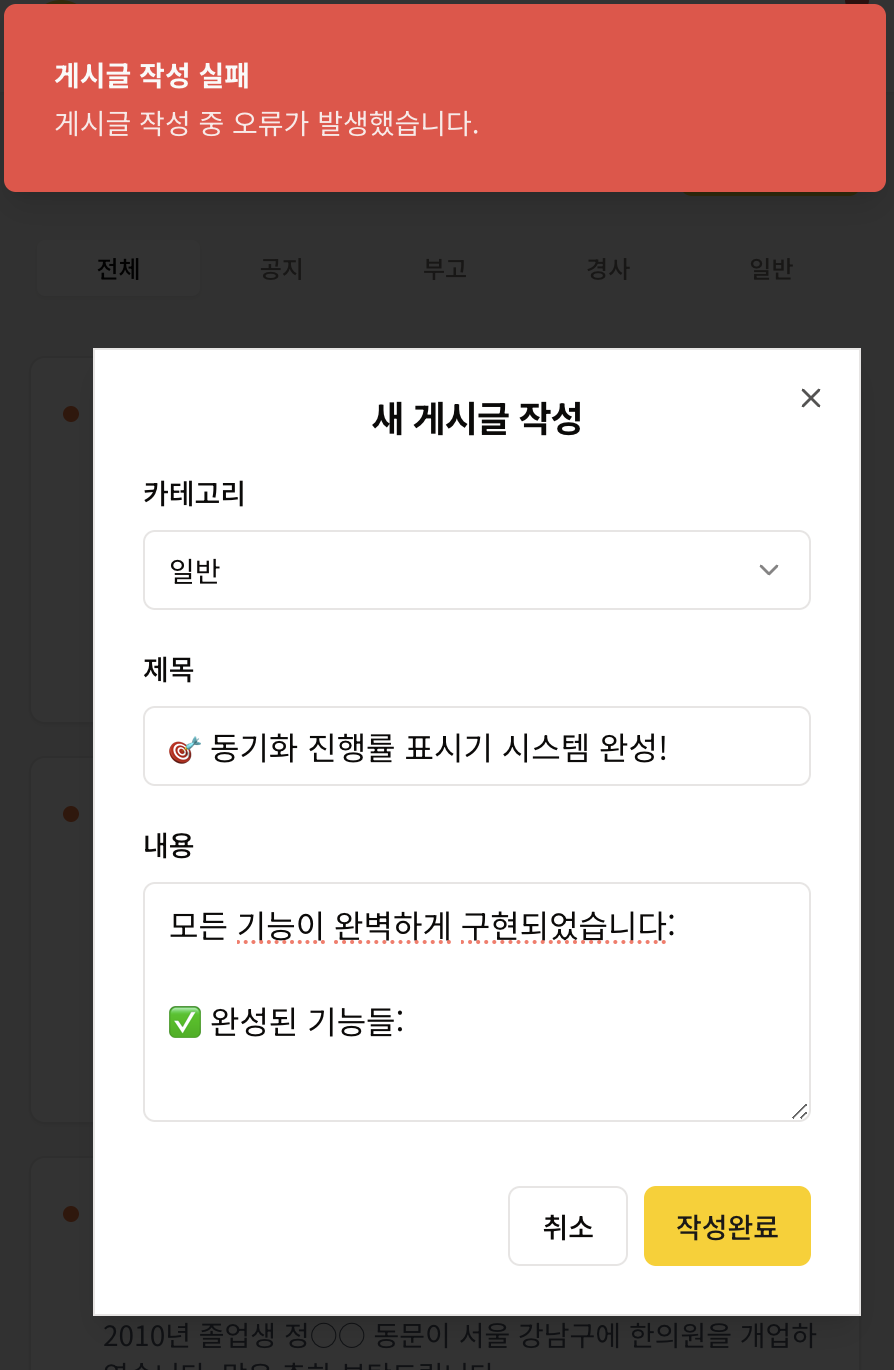 게시글 작성 실패
게시글 작성 중 오류가 발생했습니다.
전체 공지 부고 경사 일반
새 게시글 작성
카테고리
일반
제목
🎯 동기화 진행률 표시기 시스템 완성!
내용
모든 기능이 완벽하게 구현되었습니다:
✅ 완성된 기능들:
취소 작성완료
2010년 졸업생 정○○ 동문이 서울 강남구에 한의원을 개업하